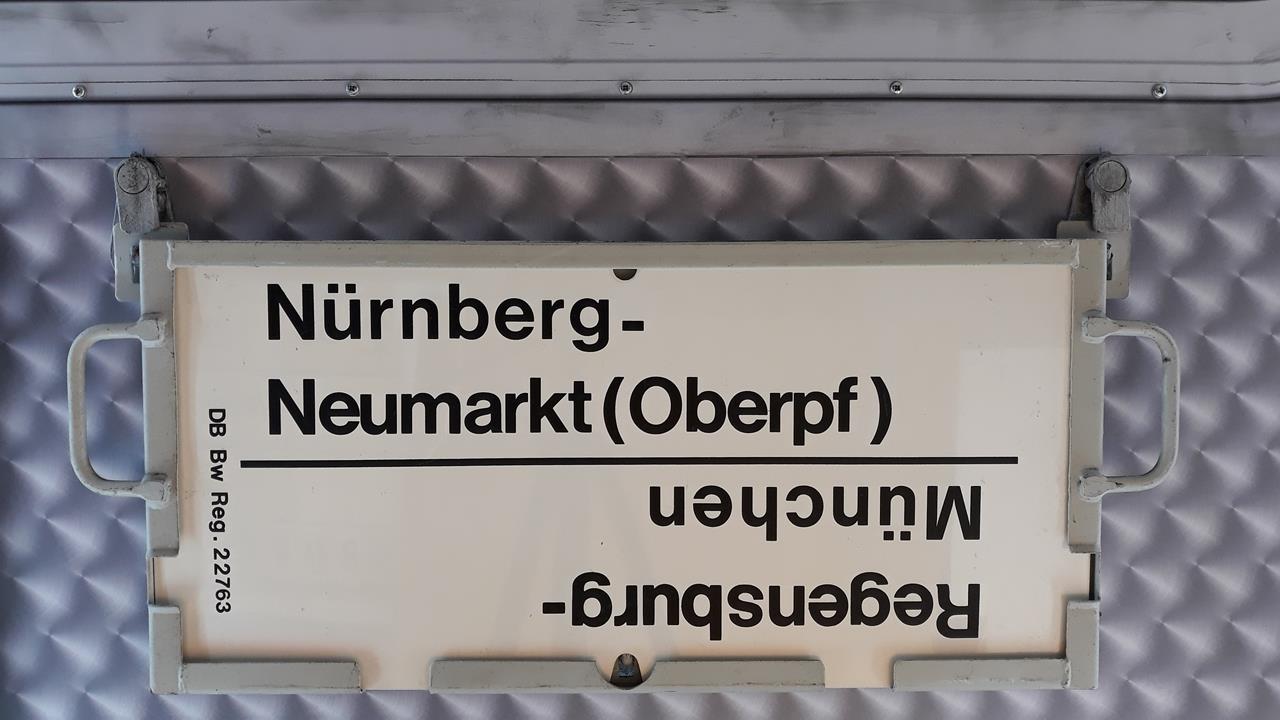 Nürnberg-
Neumarkt (Oberpf)
DB Bw Reg. 22763
Regensburg-
München